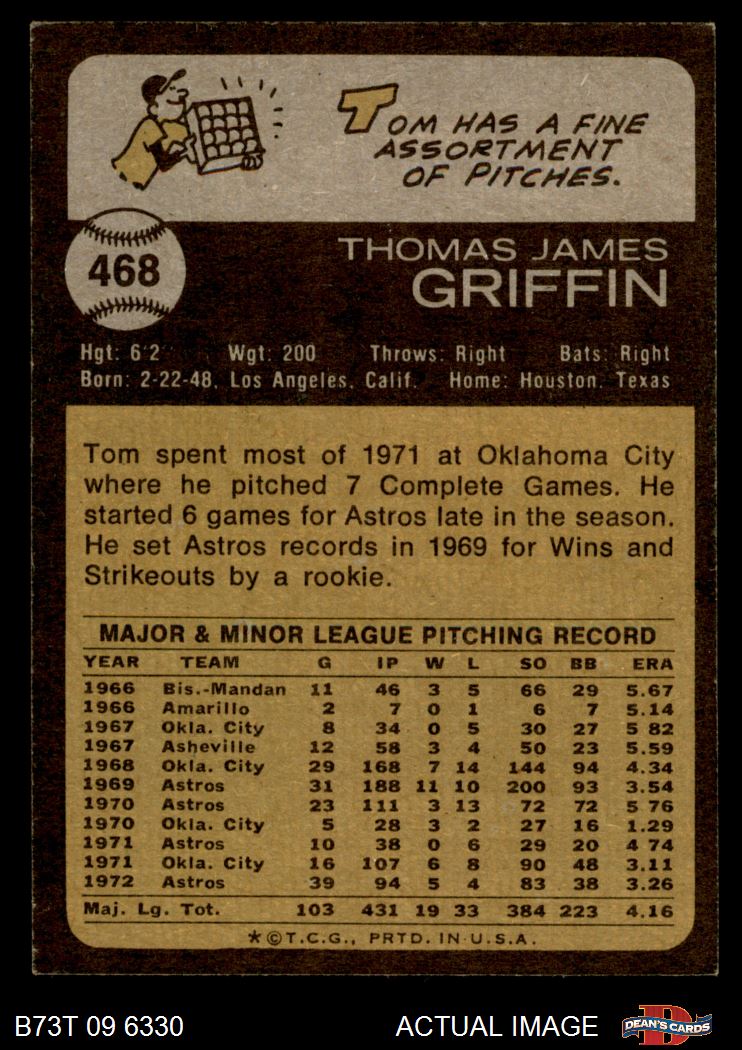 TOM HAS A FINE
ASSORTMENT
OF PITCHES.
468
THOMAS JAMES
GRIFFIN
Hgt: 6'2 Wgt: 200 Throws: Right Bats: Right
Born: 2-22-48, Los Angeles, Calif. Home: Houston, Texas
Tom spent most of 1971 at Oklahoma City
where he pitched 7 Complete Games. He
started 6 games for Astros late in the season.
He set Astros records in 1969 for Wins and
Strikeouts by a rookie.
MAJOR & MINOR LEAGUE PITCHING RECORD
YEAR TEAM G IP W L SO BB ERA
1966 Bis.-Mandan 11 46 3 5 66 29 5.67
1966 Amarillo 2 7 0 1 6 7 5.14
1967 Okla. City 8 34 0 5 30 27 5 82
1967 Asheville 12 58 3 4 50 23 5.59
1968 Okla. City 29 168 7 14 144 94 4.34
1969 Astros 31 188 11 10 200 93 3.54
1970 Astros 23 111 3 13 72 72 5 76
1970 Okla. City 5 28 3 2 27 16 1.29
1971 Astros 10 38 0 6 29 20 4 74
1971 Okla. City 16 107 6 8 90 48 3.11
1972 Astros 39 94 5 4 83 38 3.26
Maj. Lg. Tot. 103 431 19 33 384 223 4.16
*©T.C.G., PRTD. IN U.S.A.
B73T 09 6330 ACTUAL IMAGE D DEAN'S CARDS